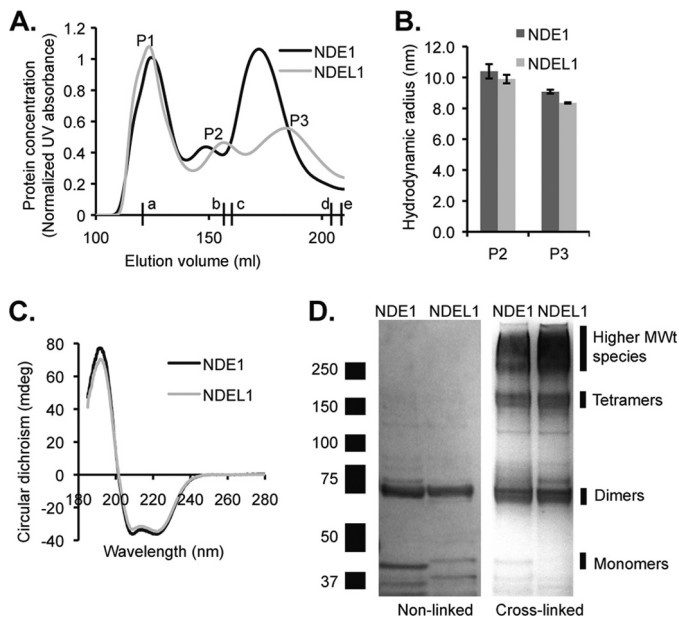 A.
Protein concentration
(Normalized UV absorbance)
1.2
1
0.8
0.6
0.4
0.2
0
P1
P2
P3
NDE1
NDEL1
a
b
c
d
e
100
150
200
Elution volume (ml)
B.
Hydrodynamic radius (nm)
12.0
10.0
8.0
6.0
4.0
2.0
0.0
NDE1
NDEL1
P2
P3
C.
Circular dichroism (mdeg)
80
60
40
20
0
-20
-40
NDE1
NDEL1
180
200
220
240
260
280
Wavelength (nm)
D.
NDE1 NDEL1
NDE1 NDEL1
250
150
100
75
50
37
Higher MWt
species
Tetramers
Dimers
Monomers
Non-linked
Cross-linked